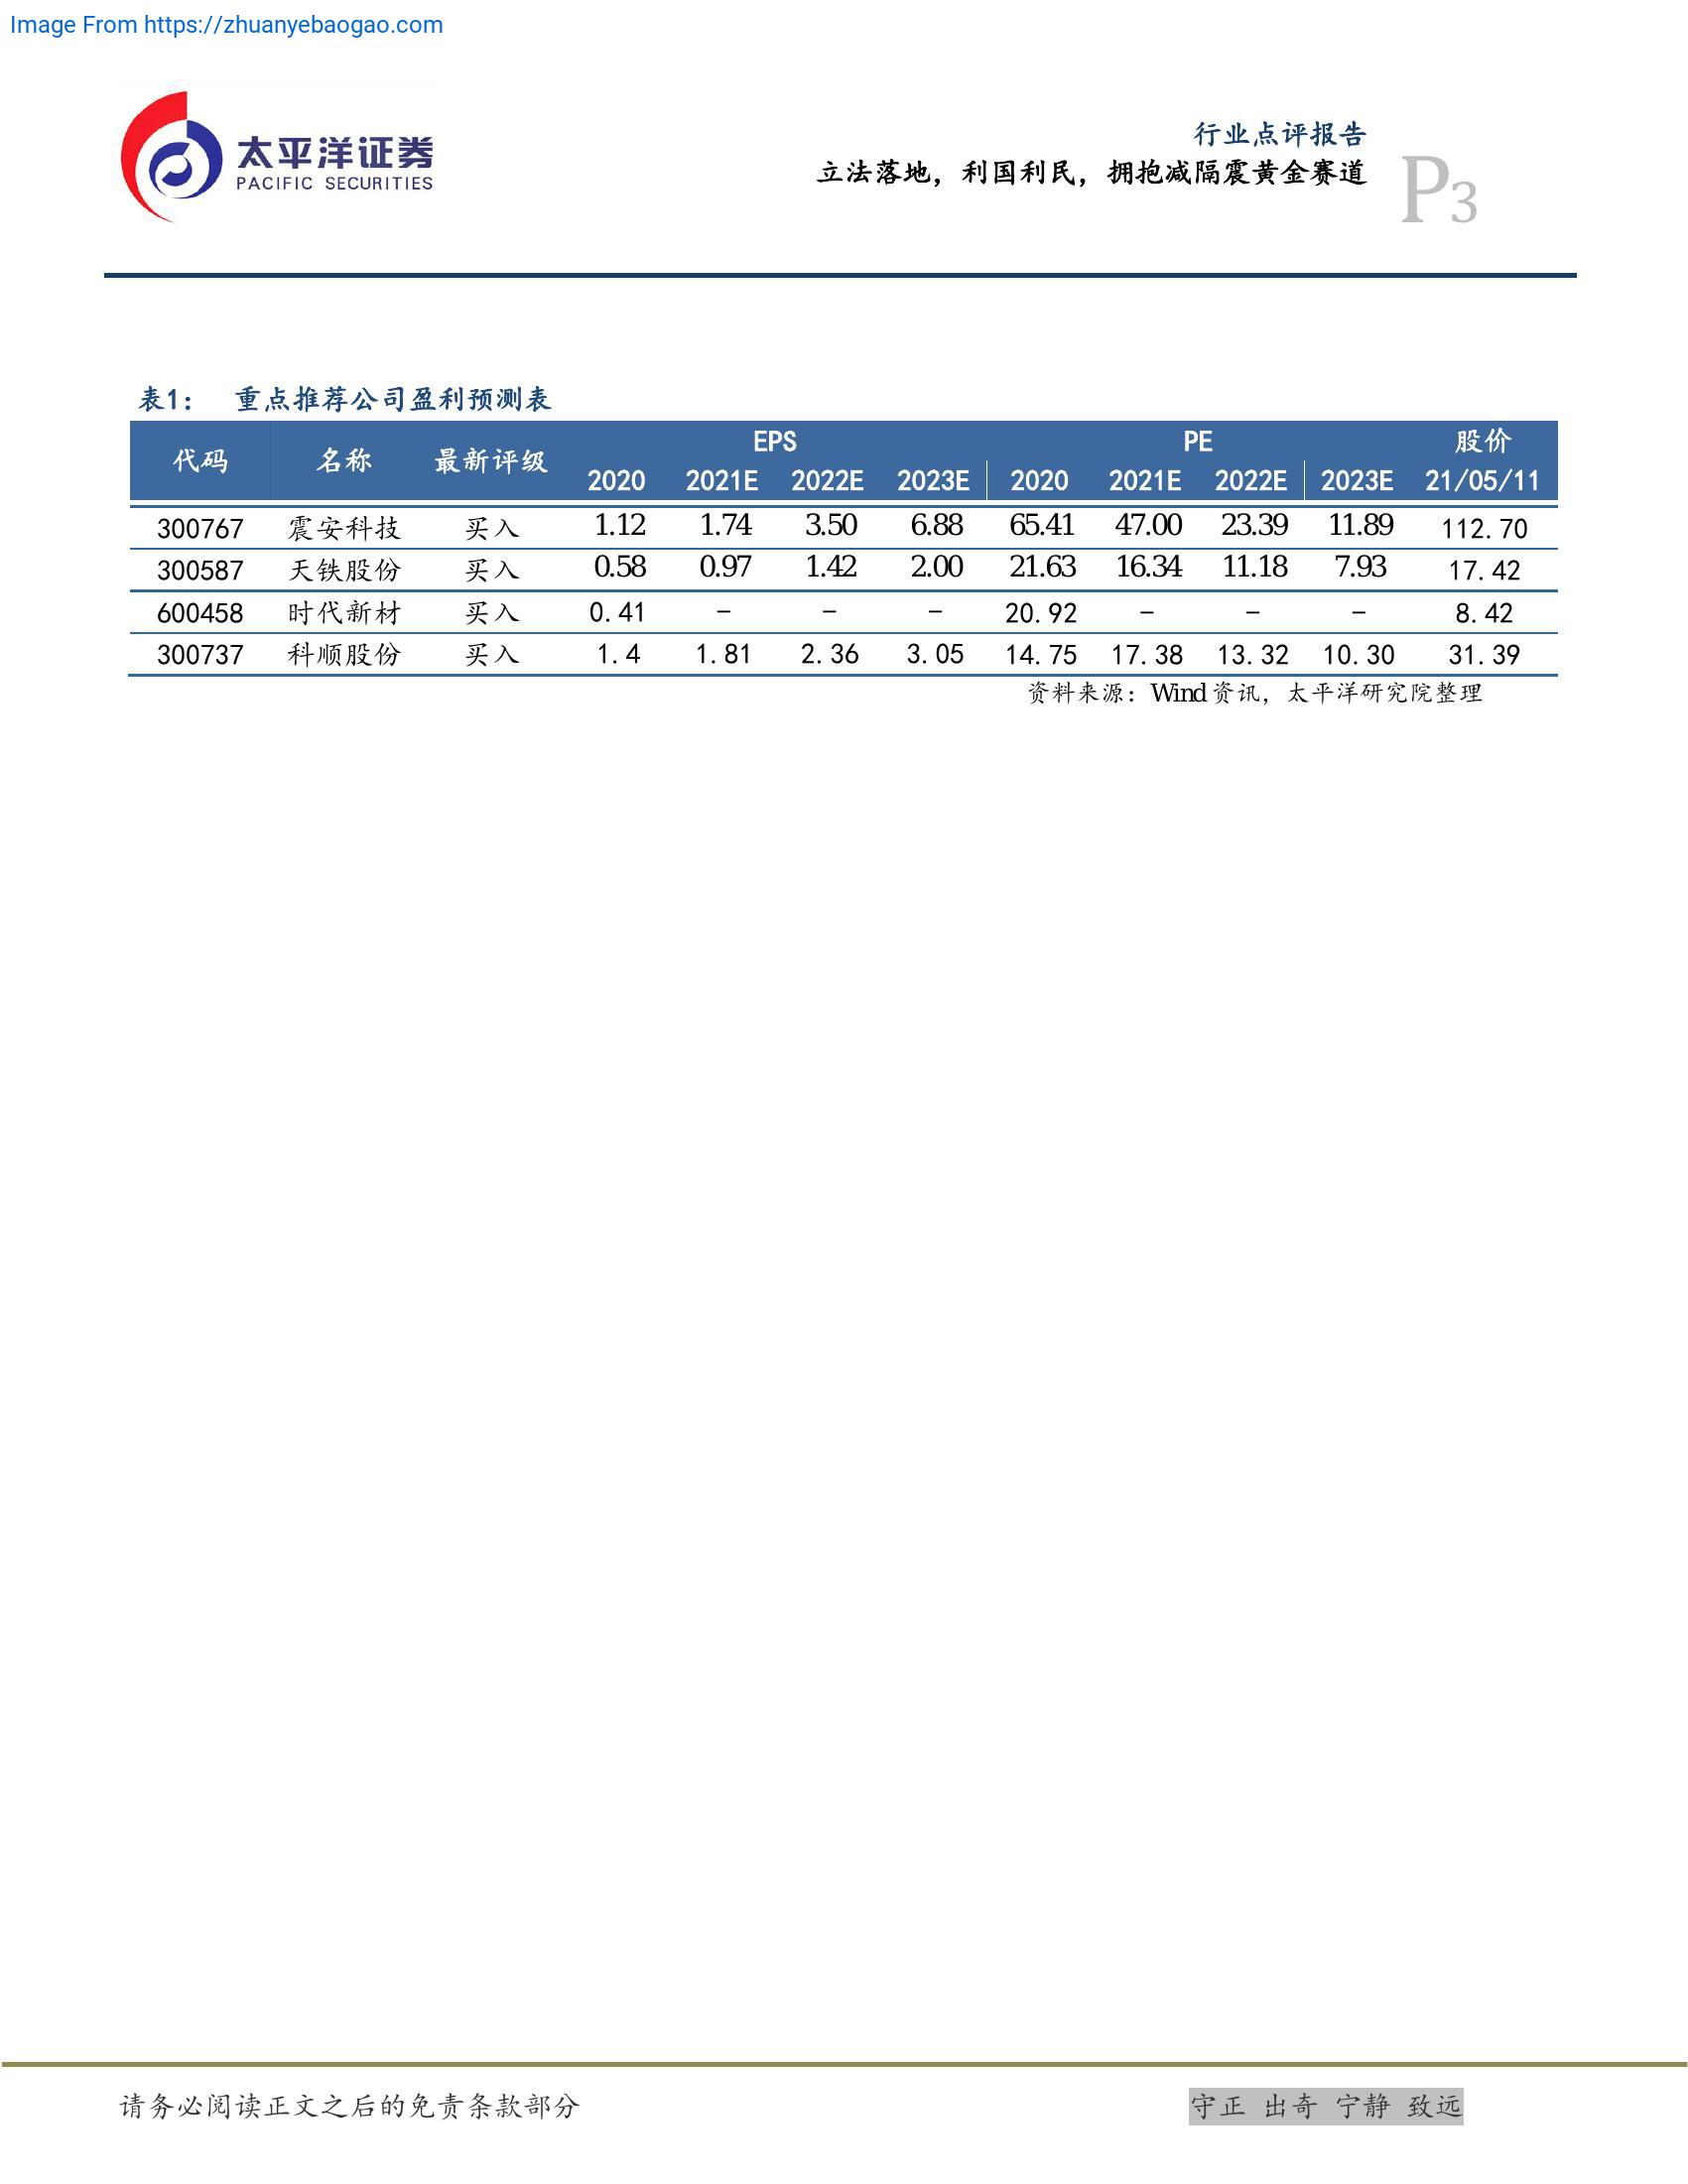 Image From https://zhuanyebaogao.com
太平洋证券
PACIFIC SECURITIES
行业点评报告
立法落地，利国利民，拥抱减隔震黄金赛道
P3
表1： 重点推荐公司盈利预测表
代码 名称 最新评级 EPS PE 股价
2020 2021E 2022E 2023E 2020 2021E 2022E 2023E 21/05/11
300767 震安科技 买入 1.12 1.74 3.50 6.88 65.41 47.00 23.39 11.89 112.70
300587 天铁股份 买入 0.58 0.97 1.42 2.00 21.63 16.34 11.18 7.93 17.42
600458 时代新材 买入 0.41 - - - 20.92 - - - 8.42
300737 科顺股份 买入 1.4 1.81 2.36 3.05 14.75 17.38 13.32 10.30 31.39
资料来源：Wind 资讯，太平洋研究院整理
请务必阅读正文之后的免责条款部分
守正 出奇 宁静 致远